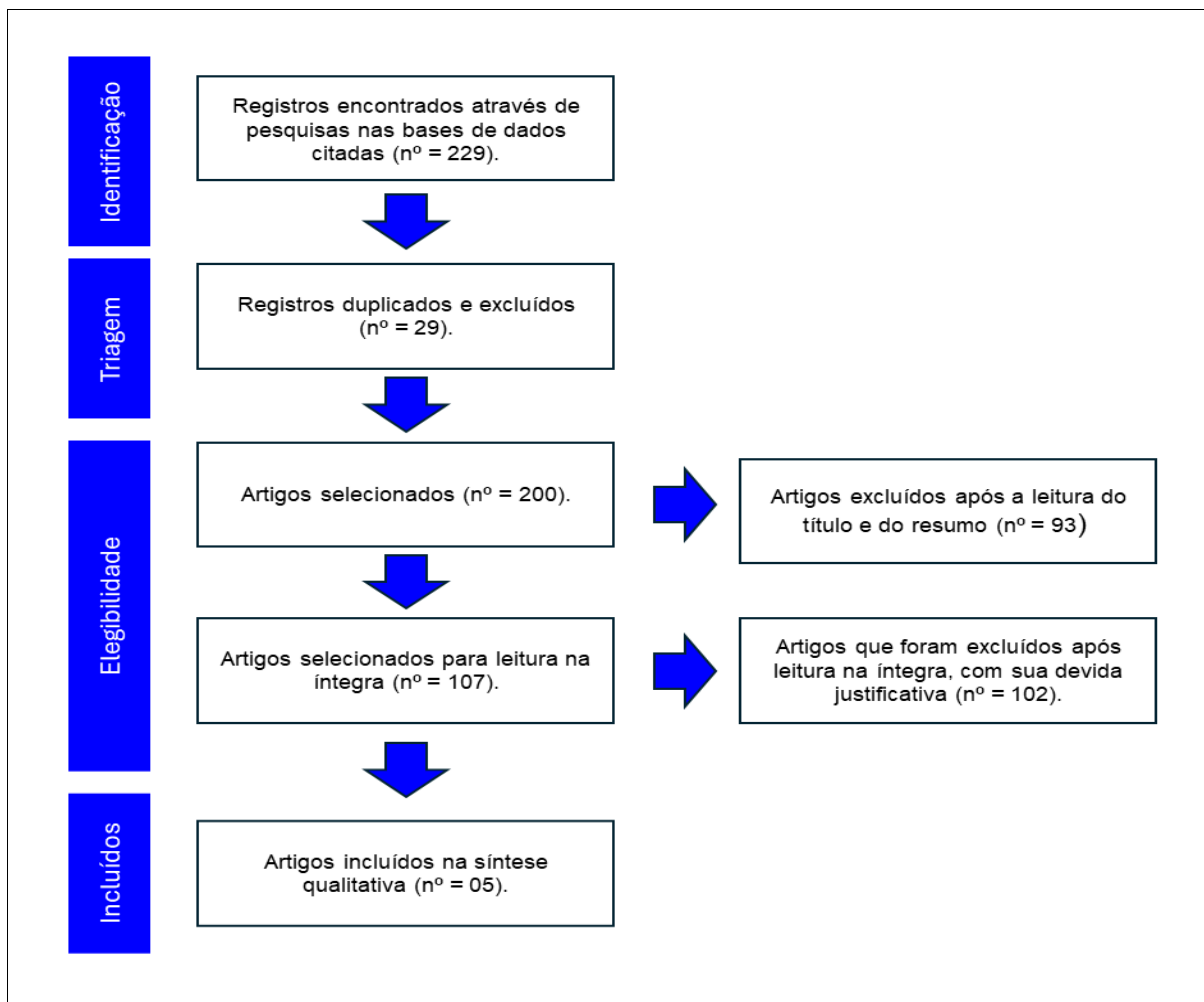 Identificação
Registros encontrados através de
pesquisas nas bases de dados
citadas (nº = 229).
Triagem
Registros duplicados e excluídos
(nº = 29).
Elegibilidade
Artigos selecionados (nº = 200).
Artigos excluídos após a leitura do
título e do resumo (nº = 93)
Artigos selecionados para leitura na
íntegra (nº = 107).
Artigos que foram excluídos após
leitura na íntegra, com sua devida
justificativa (nº = 102).
Incluídos
Artigos incluídos na síntese
qualitativa (nº = 05).